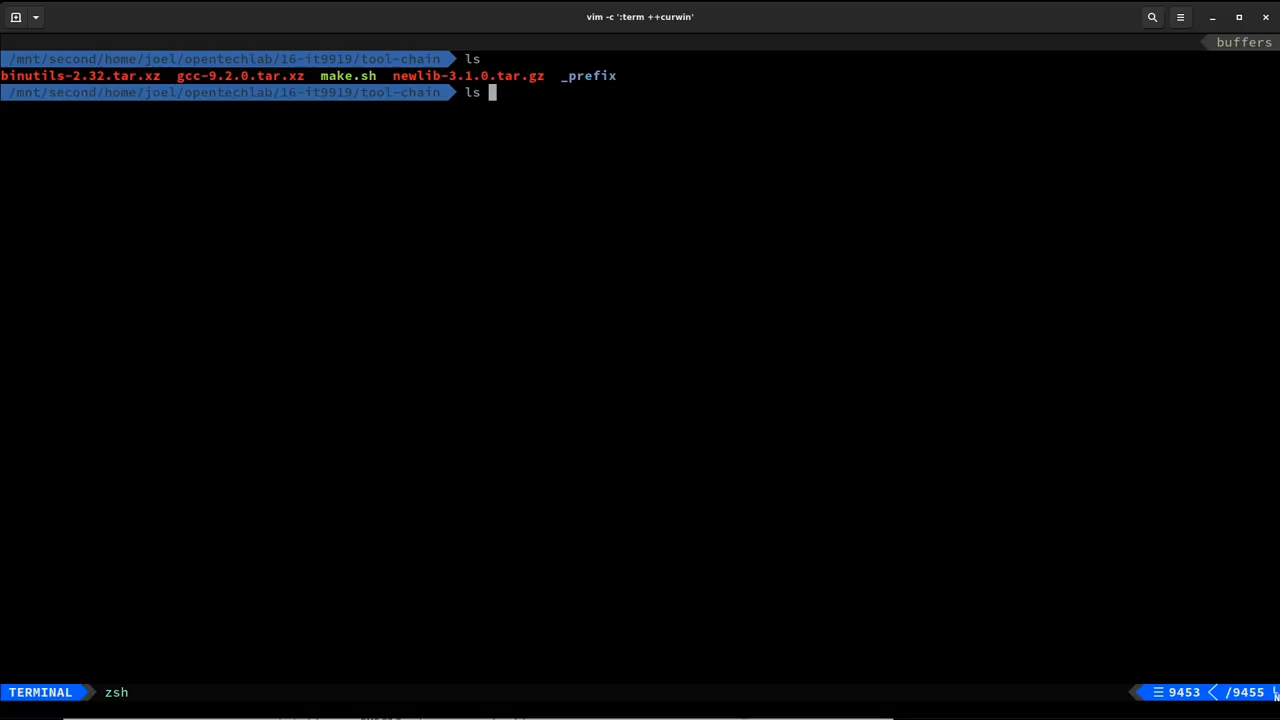 vim -c ':term ++curwin'
buffers
/mnt/second/home/joel/opentechlab/16-it9919/tool-chain ls
binutils-2.32.tar.xz gcc-9.2.0.tar.xz make.sh newlib-3.1.0.tar.gz _prefix
/mnt/second/home/joel/opentechlab/16-it9919/tool-chain ls
TERMINAL zsh ☰ 9453 /9455